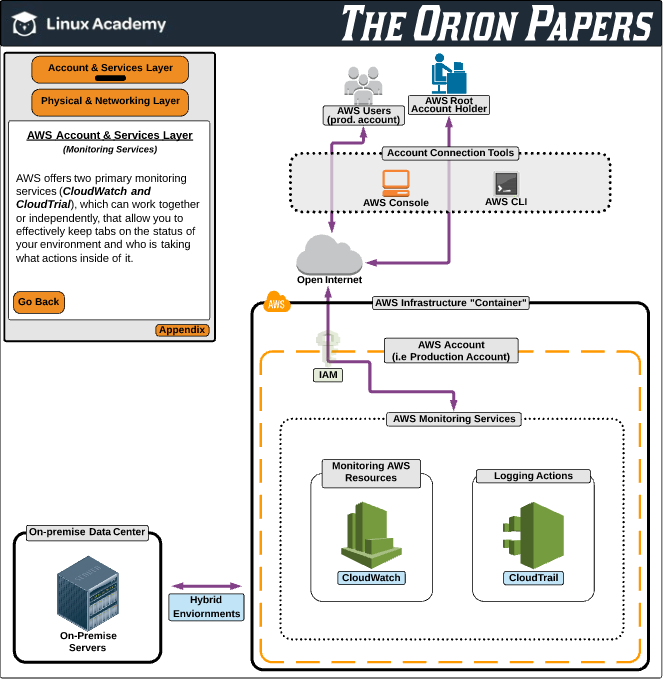 Linux Academy
THE ORION PAPERS
Account & Services Layer
Physical & Networking Layer
AWS Account & Services Layer
(Monitoring Services)
AWS offers two primary monitoring
services (CloudWatch and
CloudTrial), which can work together
or independently, that allow you to
effectively keep tabs on the status of
your environment and who is taking
what actions inside of it.
Go Back
Appendix
AWS Users
(prod. account)
AWS Root
Account Holder
Account Connection Tools
AWS Console
AWS CLI
Open Internet
AWS
AWS Infrastructure "Container"
AWS Account
(i.e Production Account)
IAM
AWS Monitoring Services
Monitoring AWS
Resources
CloudWatch
Logging Actions
CloudTrail
On-premise Data Center
On-Premise
Servers
Hybrid
Enviornments